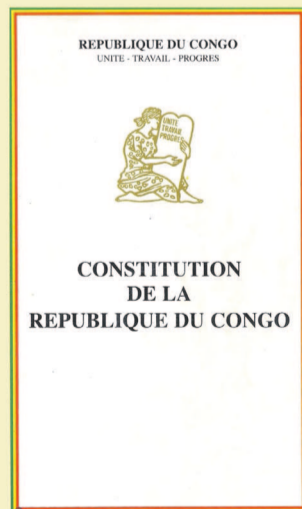 REPUBLIQUE DU CONGO
UNITE - TRAVAIL - PROGRES
UNITE
TRAVAIL
PROGRES
CONSTITUTION
DE LA
REPUBLIQUE DU CONGO